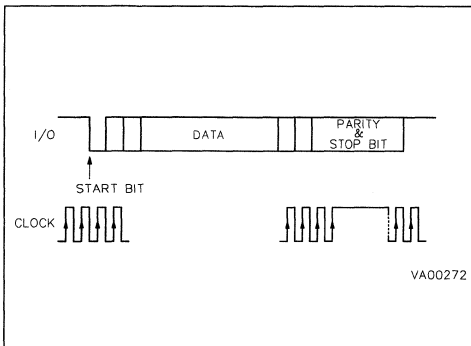 I/O
DATA
PARITY
&
STOP BIT
START BIT
CLOCK
VA00272